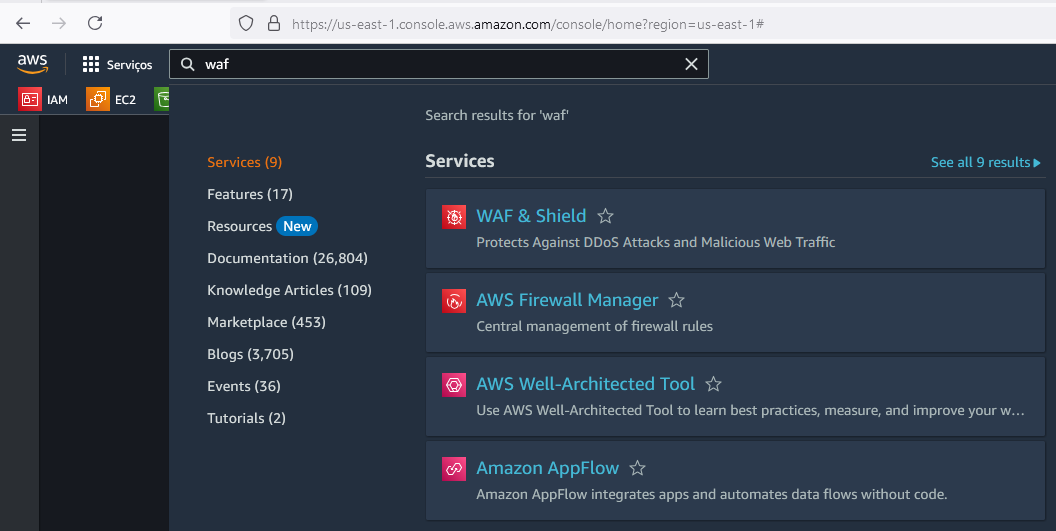 https://us-east-1.console.aws.amazon.com/console/home?region=us-east-1#
aws
Serviços
waf
IAM
EC2
Search results for 'waf'
Services (9)
Features (17)
Resources New
Documentation (26,804)
Knowledge Articles (109)
Marketplace (453)
Blogs (3,705)
Events (36)
Tutorials (2)
Services
See all 9 results
WAF & Shield
Protects Against DDoS Attacks and Malicious Web Traffic
AWS Firewall Manager
Central management of firewall rules
AWS Well-Architected Tool
Use AWS Well-Architected Tool to learn best practices, measure, and improve your w...
Amazon AppFlow
Amazon AppFlow integrates apps and automates data flows without code.